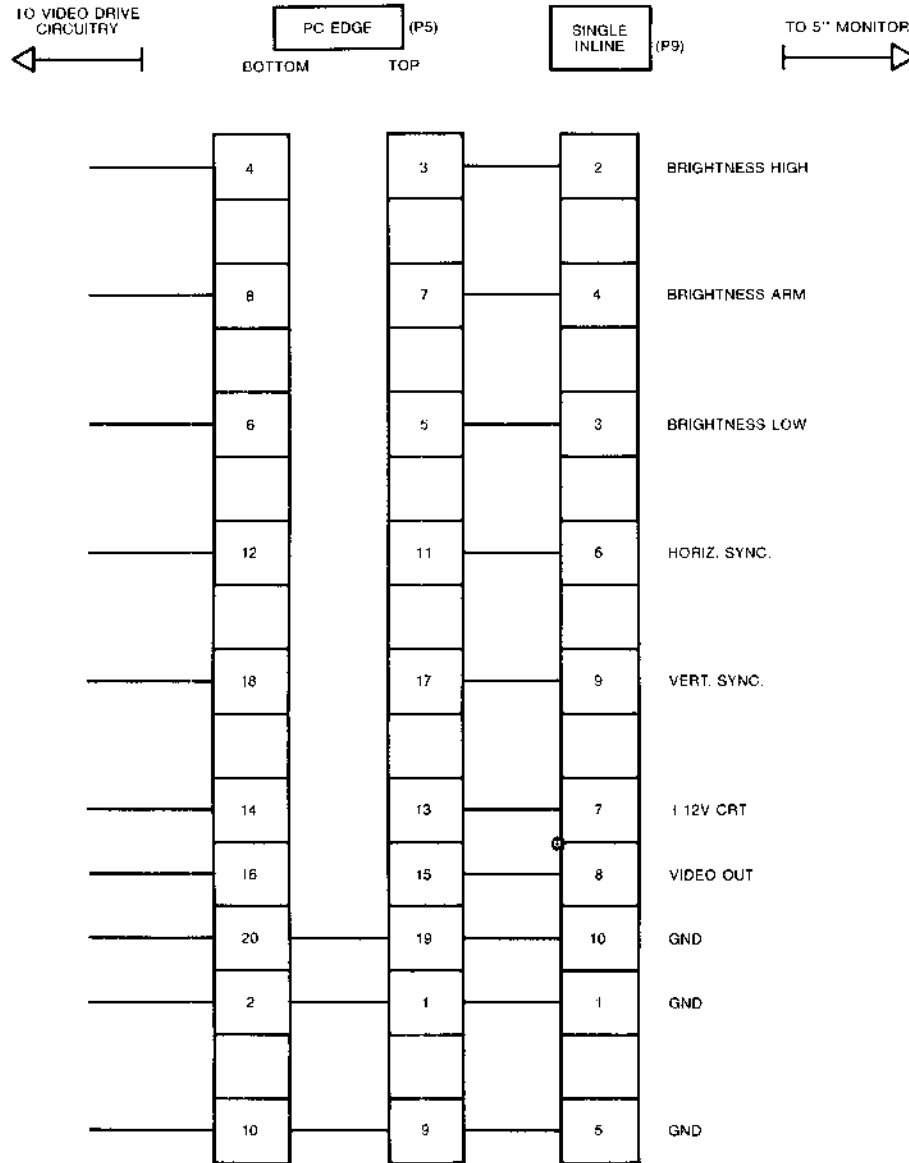 TO VIDEO DRIVE
CIRCUITRY
PC EDGE (P5)
BOTTOM TOP
SINGLE
INLINE (P9)
TO 5" MONITOR
4 3 2 BRIGHTNESS HIGH
8 7 4 BRIGHTNESS ARM
6 5 3 BRIGHTNESS LOW
12 11 6 HORIZ. SYNC.
18 17 9 VERT. SYNC.
14 13 7 +12V CRT
16 15 8 VIDEO OUT
20 19 10 GND
2 1 1 GND
10 9 5 GND